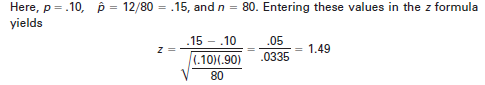 Here, p = .10, p̂ = 12/80 = .15, and n = 80. Entering these values in the z formula
yields
z = .15 − .10 / √((.10)(.90) / 80) = .05 / .0335 = 1.49